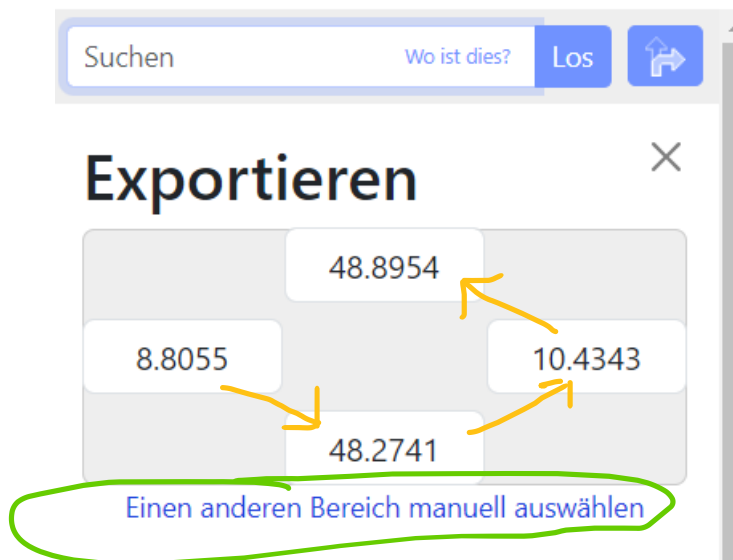 Suchen Wo ist dies? Los
Exportieren
48.8954
8.8055 10.4343
48.2741
Einen anderen Bereich manuell auswählen